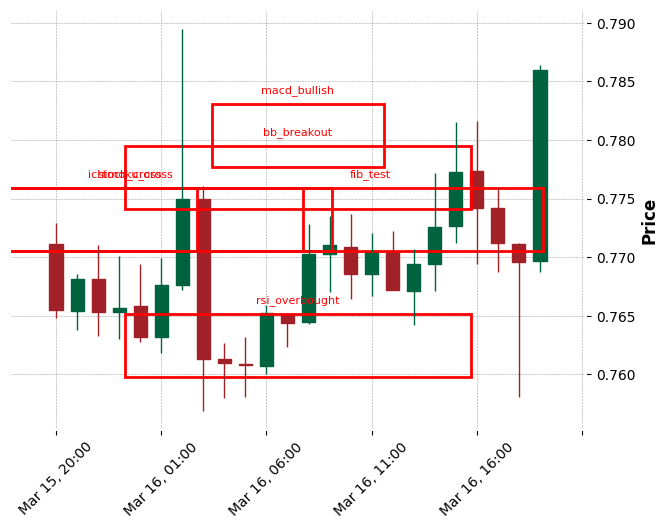 0.790
0.785
macd_bullish
bb_breakout
0.780
fib_test
0.775
Price
0.770
rsi_overbought
0.765
0.760
Mar 15, 20:00
Mar 16, 01:00
Mar 16, 06:00
Mar 16, 11:00
Mar 16, 16:00